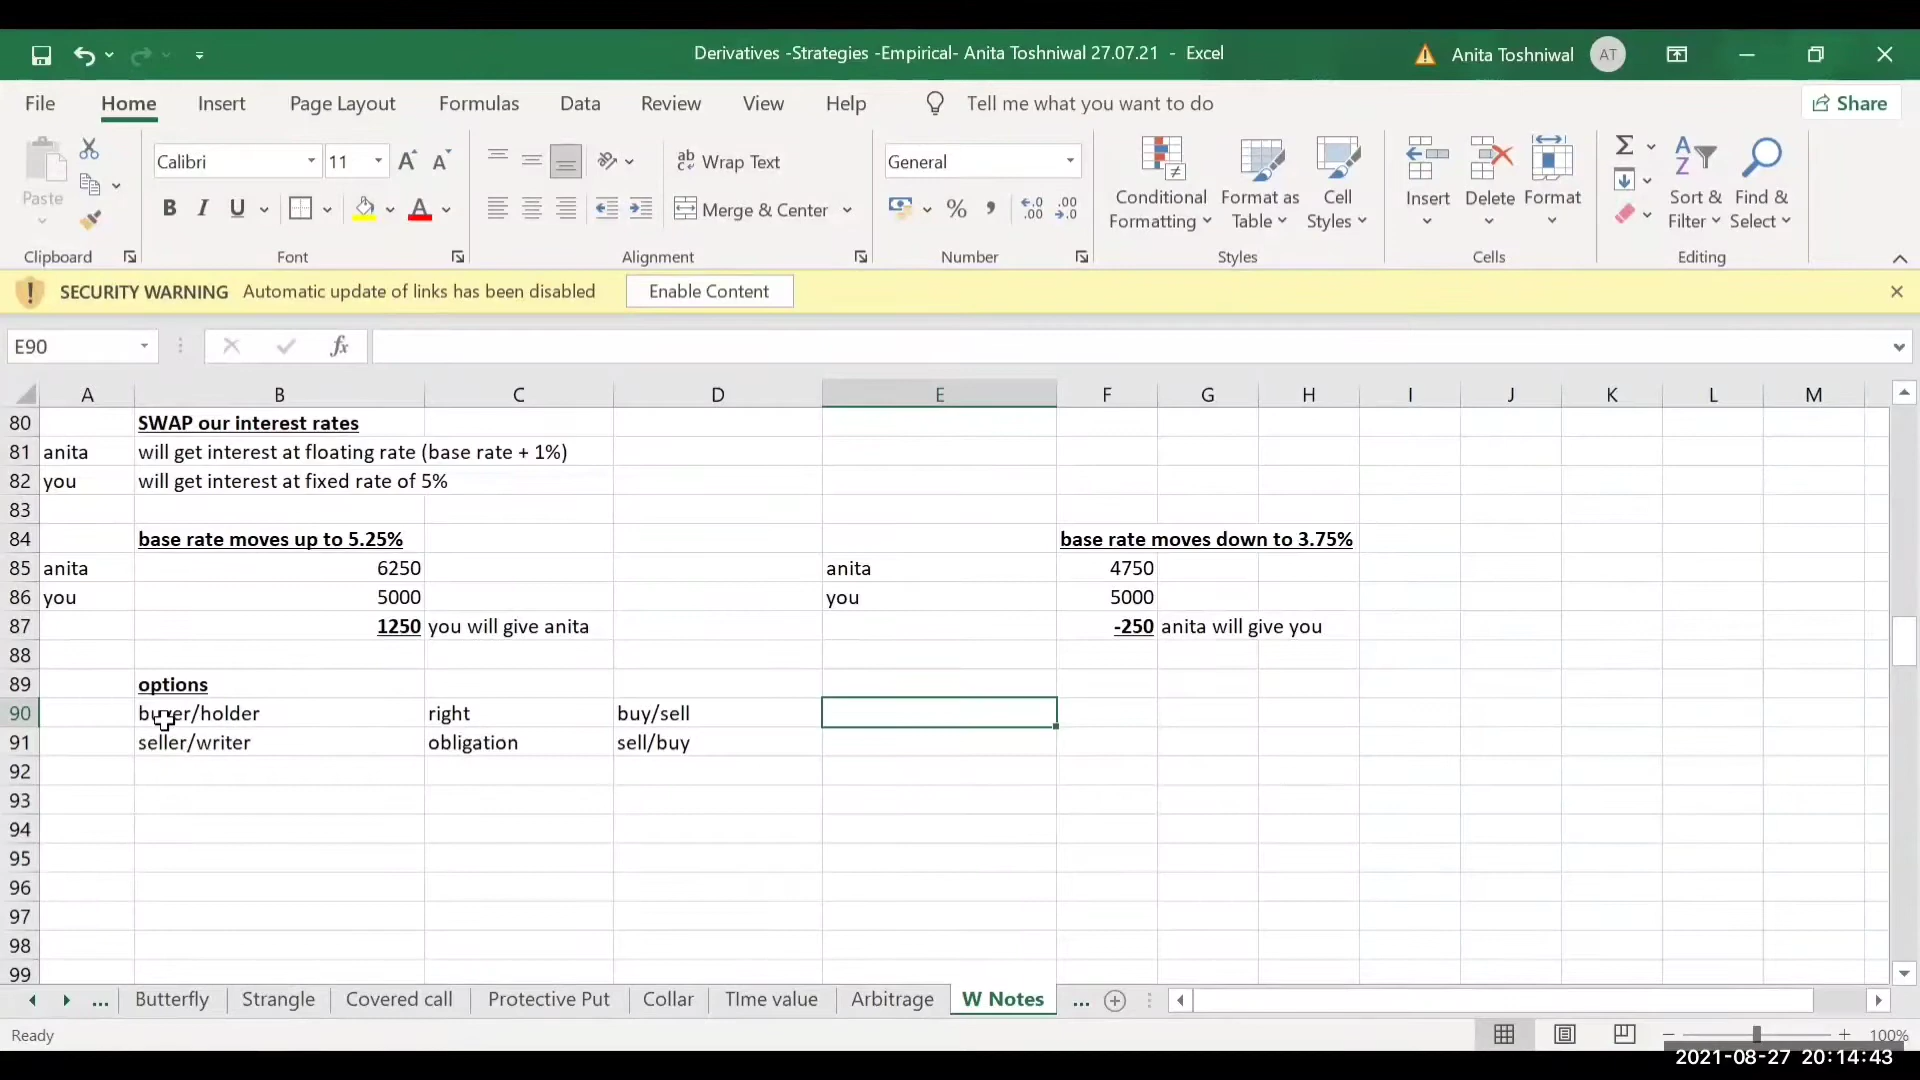 Derivatives -Strategies -Empirical- Anita Toshniwal 27.07.21 - Excel
Anita Toshniwal AT
File Home Insert Page Layout Formulas Data Review View Help Tell me what you want to do Share
Paste
Calibri 11
Wrap Text
General
B I U
Merge & Center
Conditional Formatting
Format as Table
Cell Styles
Insert
Delete
Format
Sort & Filter
Find & Select
Clipboard Font Alignment Number Styles Cells Editing
SECURITY WARNING Automatic update of links has been disabled Enable Content
E90 fx
A B C D E F G H I J K L M
80 SWAP our interest rates
81 anita will get interest at floating rate (base rate + 1%)
82 you will get interest at fixed rate of 5%
83
84 base rate moves up to 5.25% base rate moves down to 3.75%
85 anita 6250 anita 4750
86 you 5000 you 5000
87 1250 you will give anita -250 anita will give you
88
89 options
90 buyer/holder right buy/sell
91 seller/writer obligation sell/buy
92
93
94
95
96
97
98
99
... Butterfly Strangle Covered call Protective Put Collar TIme value Arbitrage W Notes ...
Ready 100%
2021-08-27 20:14:43